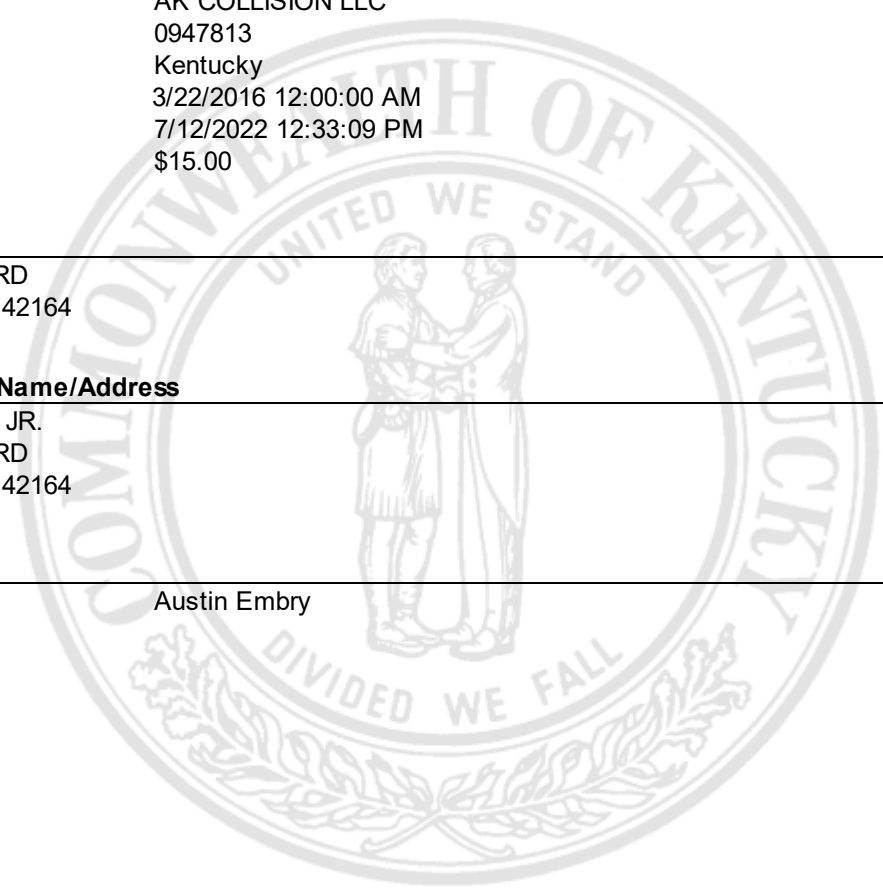 AK COLLISION LLC
0947813
Kentucky
3/22/2016 12:00:00 AM
7/12/2022 12:33:09 PM
$15.00
COMMONWEALTH OF KENTUCKY
UNITED WE STAND
RD
42164
Name/Address
JR.
RD
42164
Austin Embry
DIVIDED WE FALL